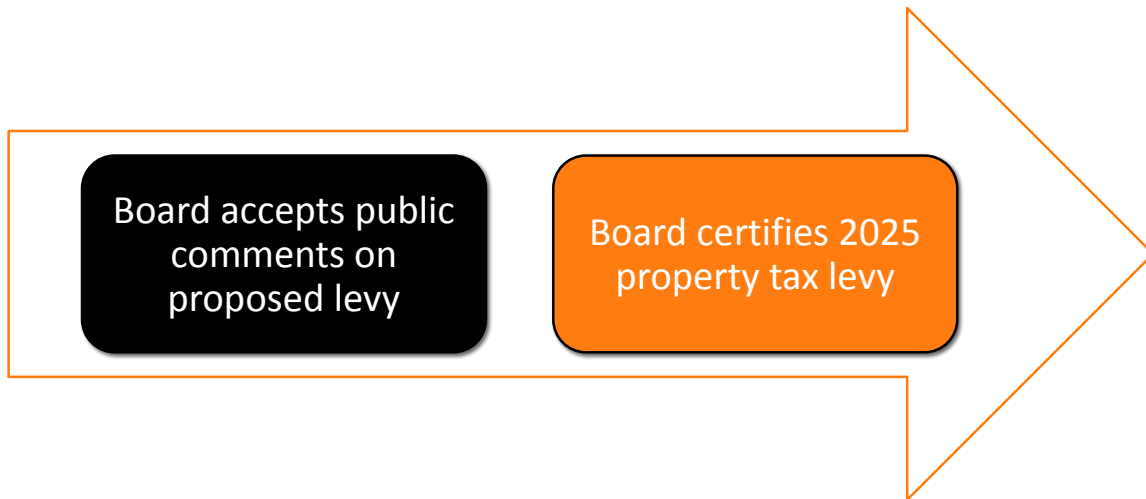 Board accepts public
comments on
proposed levy
Board certifies 2025
property tax levy